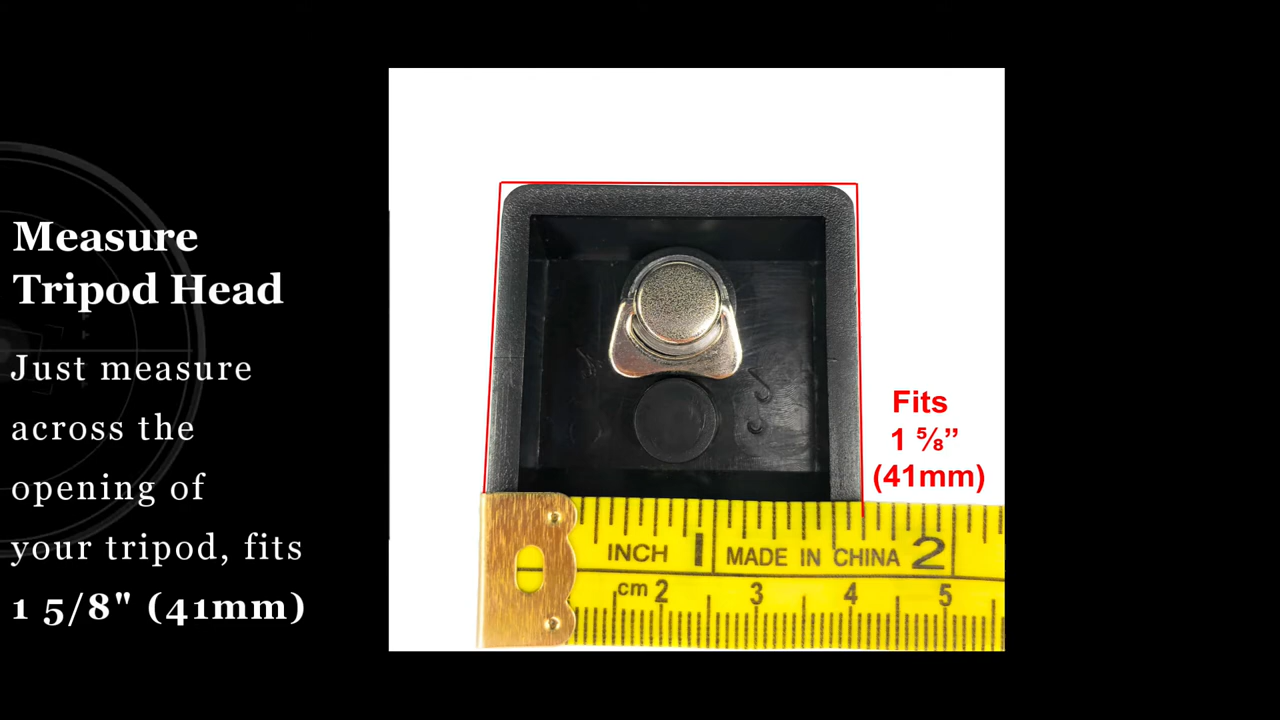 Measure
Tripod Head
Just measure
across the
opening of
your tripod, fits
1 5/8" (41mm)
Fits
1 ⅝”
(41mm)
INCH 1 MADE IN CHINA 2
cm 2 3 4 5